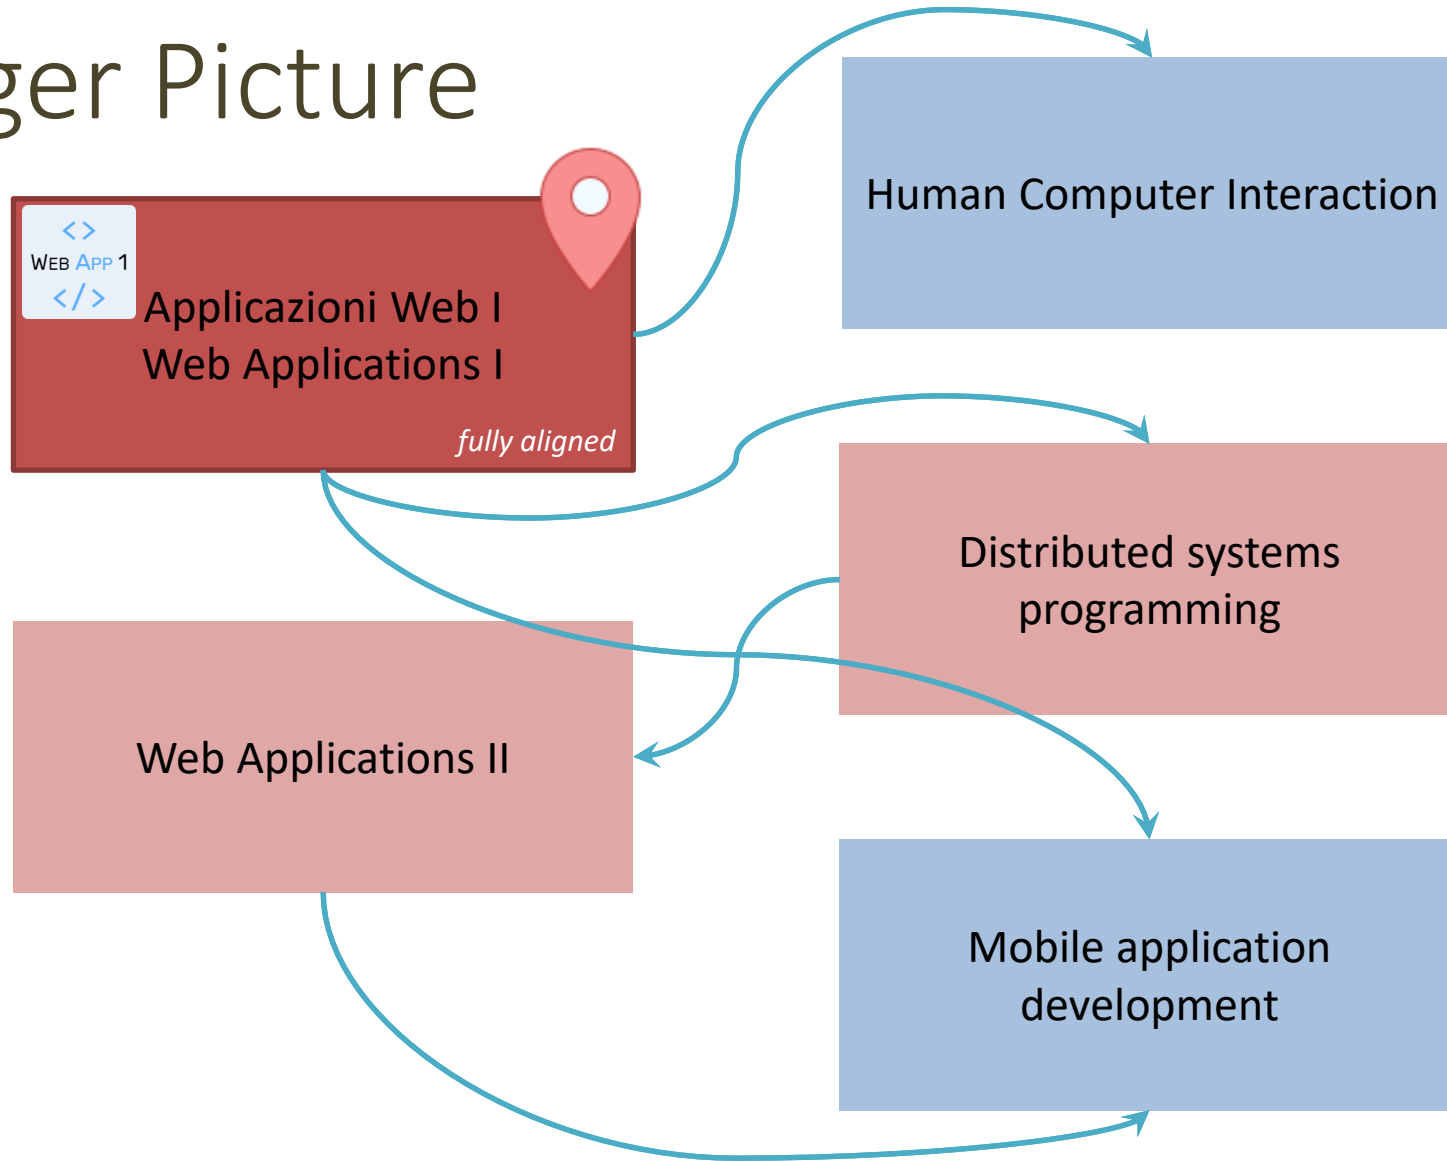 ger Picture
<>
WEB APP 1
</>
Applicazioni Web I
Web Applications I
fully aligned
Human Computer Interaction
Distributed systems
programming
Web Applications II
Mobile application
development